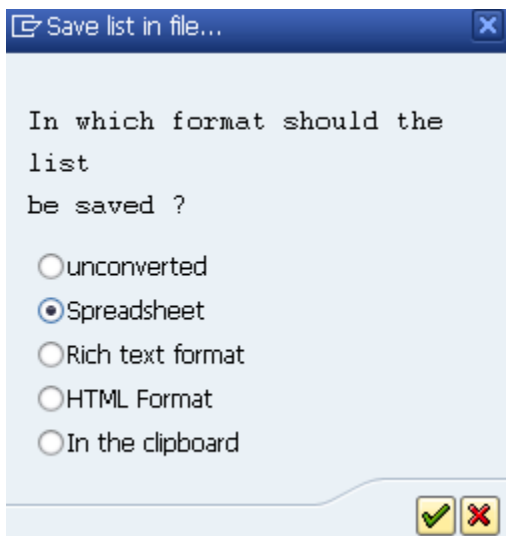 Save list in file...
In which format should the
list
be saved ?
unconverted
Spreadsheet
Rich text format
HTML Format
In the clipboard